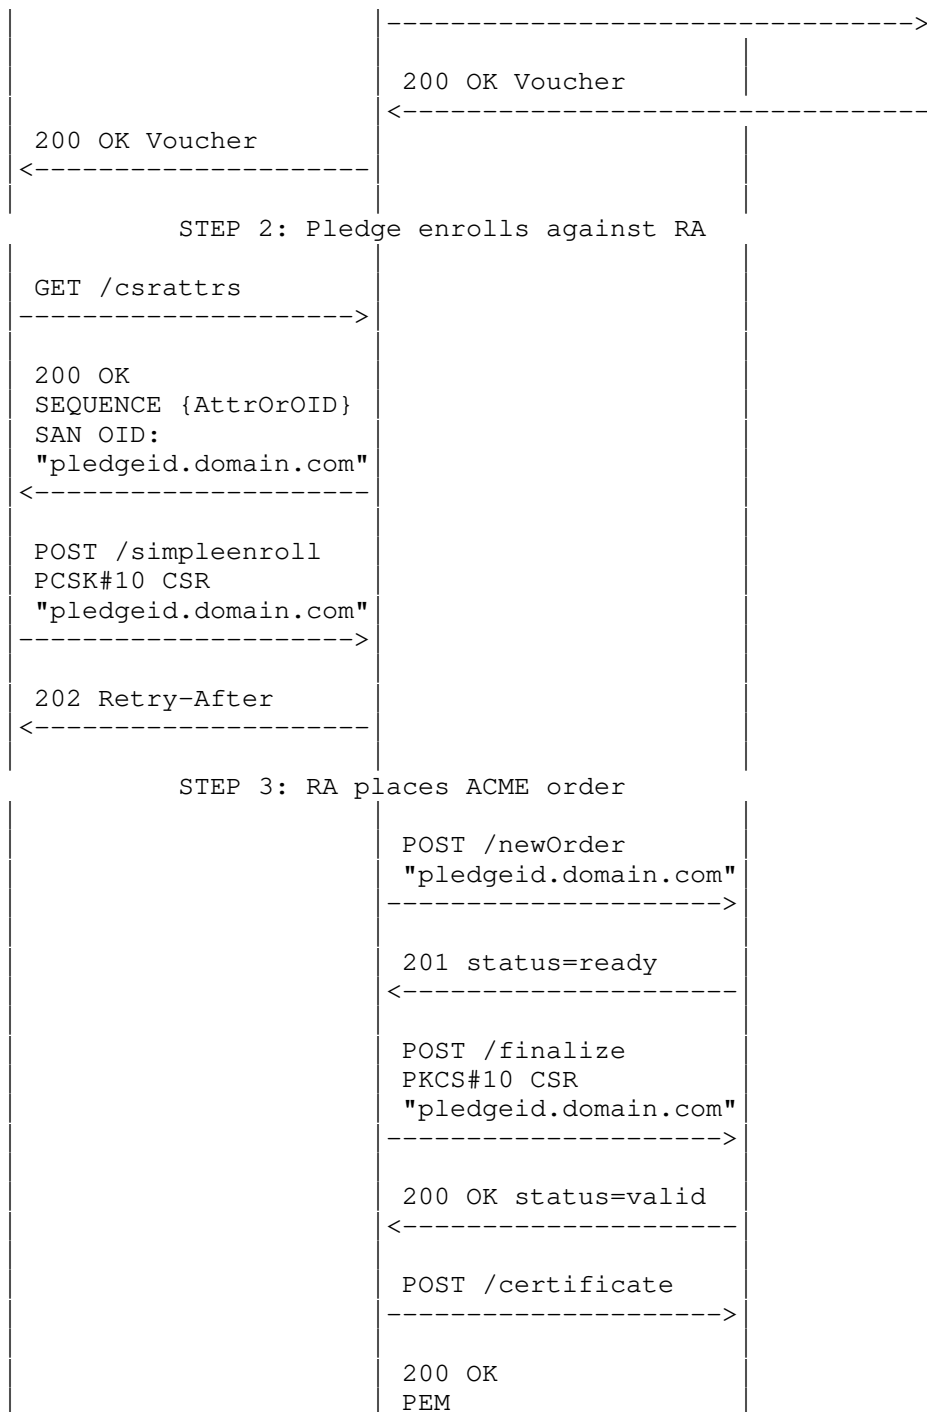 200 OK Voucher
200 OK Voucher
STEP 2: Pledge enrolls against RA
GET /csrattrs
200 OK
SEQUENCE {AttrOrOID}
SAN OID:
"pledgeid.domain.com"
POST /simpleenroll
PCSK#10 CSR
"pledgeid.domain.com"
202 Retry-After
STEP 3: RA places ACME order
POST /newOrder
"pledgeid.domain.com"
201 status=ready
POST /finalize
PKCS#10 CSR
"pledgeid.domain.com"
200 OK status=valid
POST /certificate
200 OK
PEM